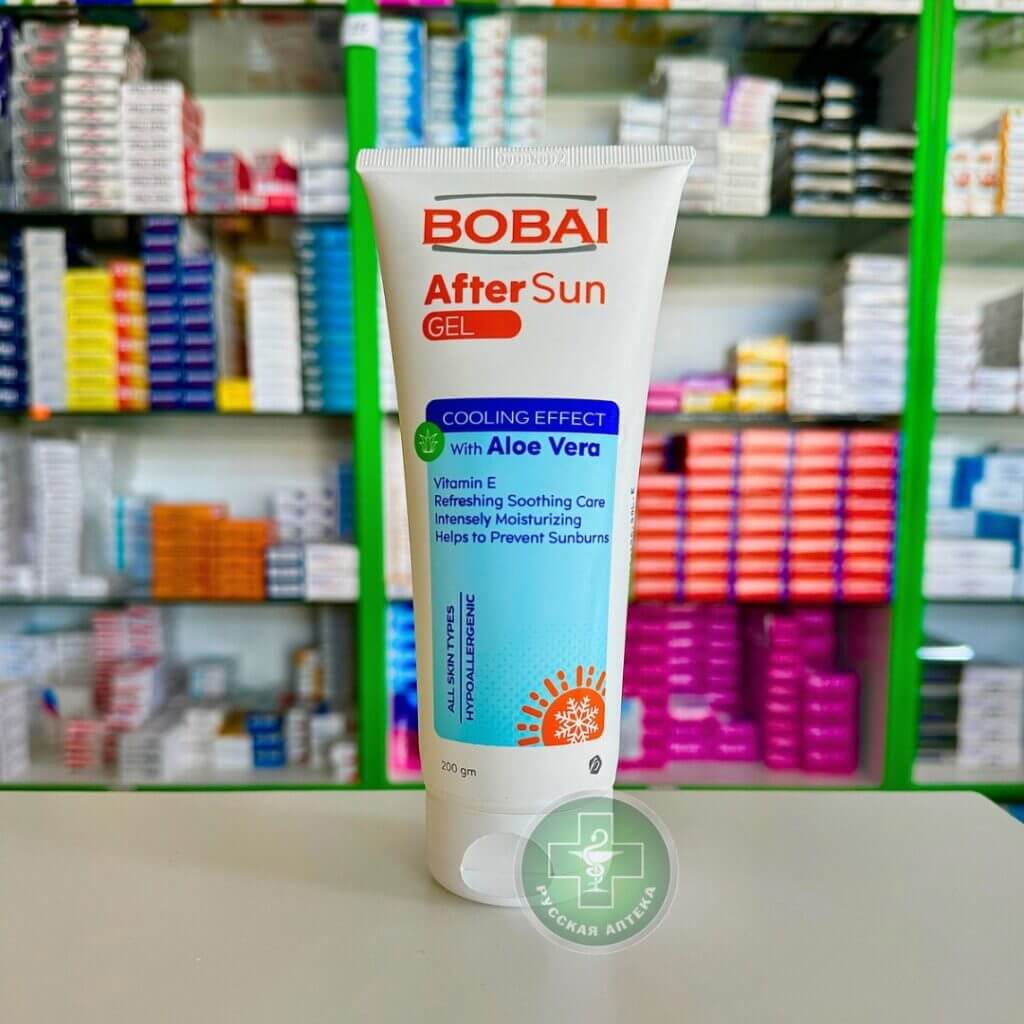 BOBAI
After Sun
GEL
COOLING EFFECT
With Aloe Vera
Vitamin E
Refreshing Soothing Care
Intensely Moisturizing
Helps to Prevent Sunburns
ALL SKIN TYPES
HYPOALLERGENIC
200 gm
РУССКАЯ АПТЕКА